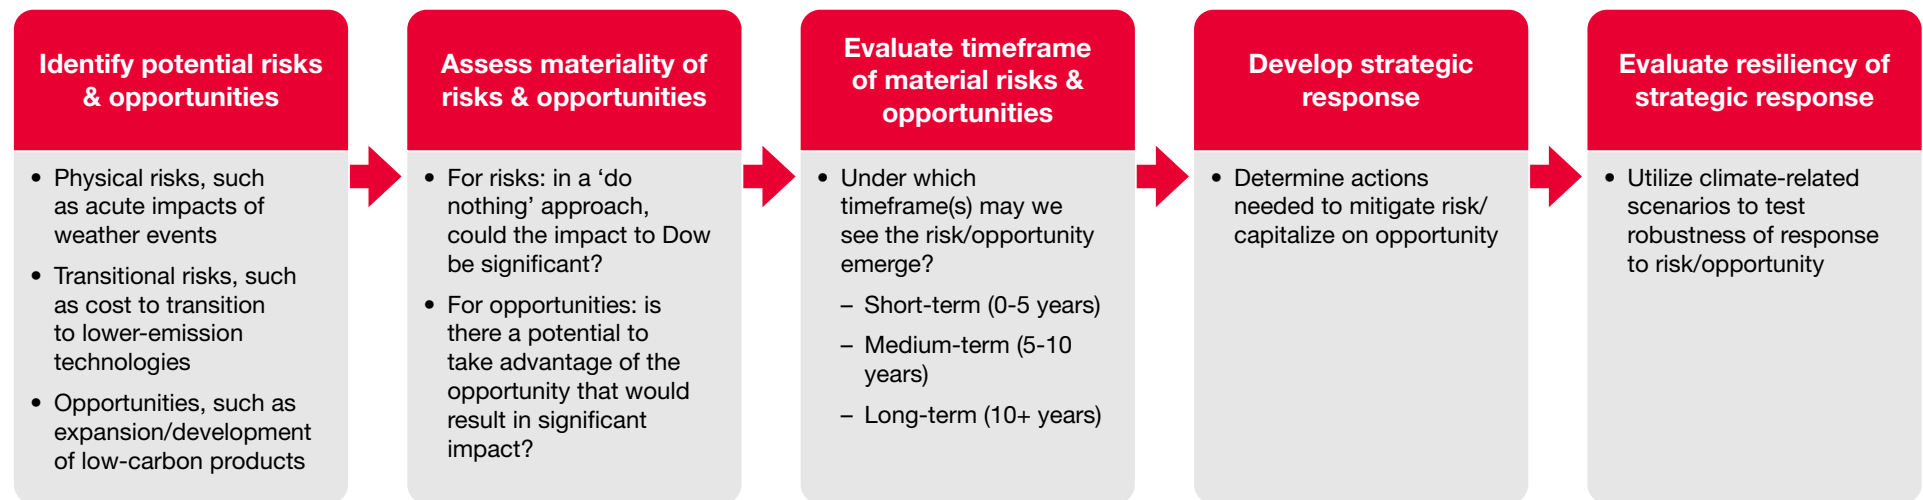 Identify potential risks
& opportunities
• Physical risks, such
as acute impacts of
weather events
• Transitional risks, such
as cost to transition
to lower-emission
technologies
• Opportunities, such as
expansion/development
of low-carbon products
Assess materiality of
risks & opportunities
• For risks: in a ‘do
nothing’ approach,
could the impact to Dow
be significant?
• For opportunities: is
there a potential to
take advantage of the
opportunity that would
result in significant
impact?
Evaluate timeframe
of material risks &
opportunities
• Under which
timeframe(s) may we
see the risk/opportunity
emerge?
– Short-term (0-5 years)
– Medium-term (5-10
years)
– Long-term (10+ years)
Develop strategic
response
• Determine actions
needed to mitigate risk/
capitalize on opportunity
Evaluate resiliency of
strategic response
• Utilize climate-related
scenarios to test
robustness of response
to risk/opportunity